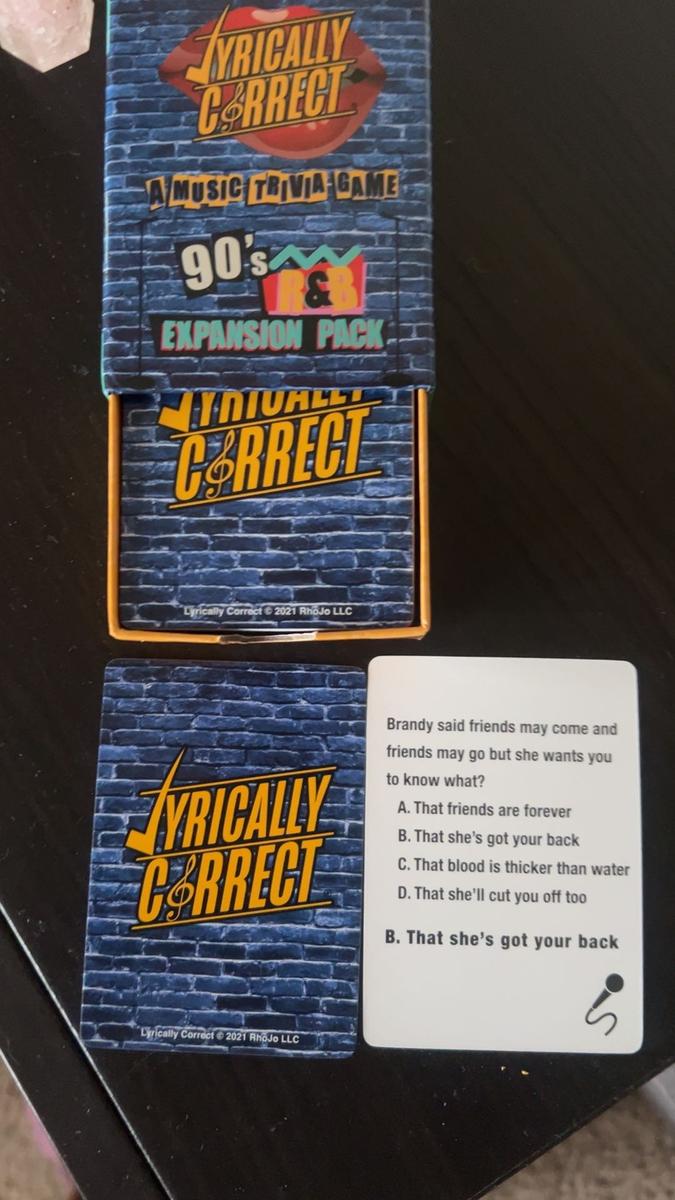 LYRICALLY
CORRECT
A MUSIC TRIVIA GAME
90's
R&B
EXPANSION PACK
LYRICALLY
CORRECT
Lyrically Correct © 2021 RhoJo LLC
LYRICALLY
CORRECT
Lyrically Correct © 2021 RhoJo LLC
Brandy said friends may come and
friends may go but she wants you
to know what?
A. That friends are forever
B. That she's got your back
C. That blood is thicker than water
D. That she'll cut you off too
B. That she's got your back